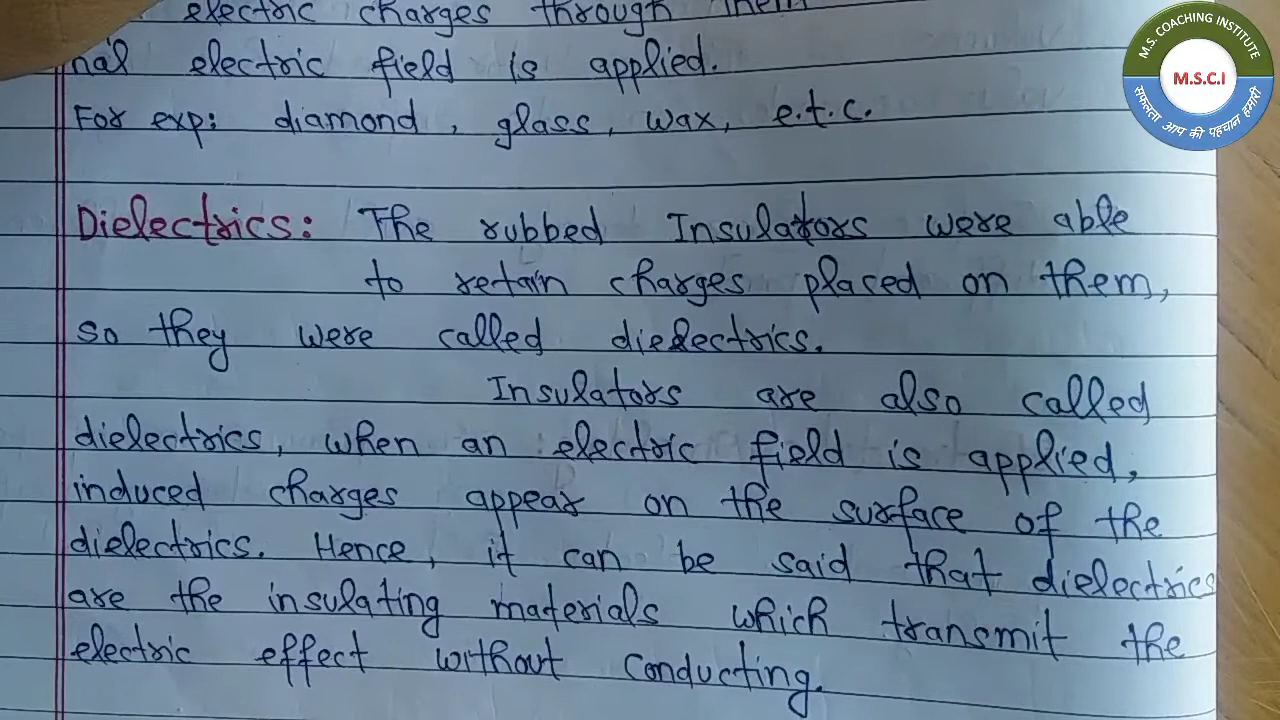 electric charges through them
nal electric field is applied.
For exp: diamond, glass, wax, e.t.c.
Dielectrics: The rubbed Insulators were able
to retain charges placed on them,
so they were called dielectrics.
Insulators are also called
dielectrics, when an electric field is applied,
induced charges appear on the surface of the
dielectrics. Hence, it can be said that dielectrics
are the insulating materials which transmit the
electric effect without conducting.
M.S. COACHING INSTITUTE
M.S.C.I
सफलता आप की पहचान हमारी